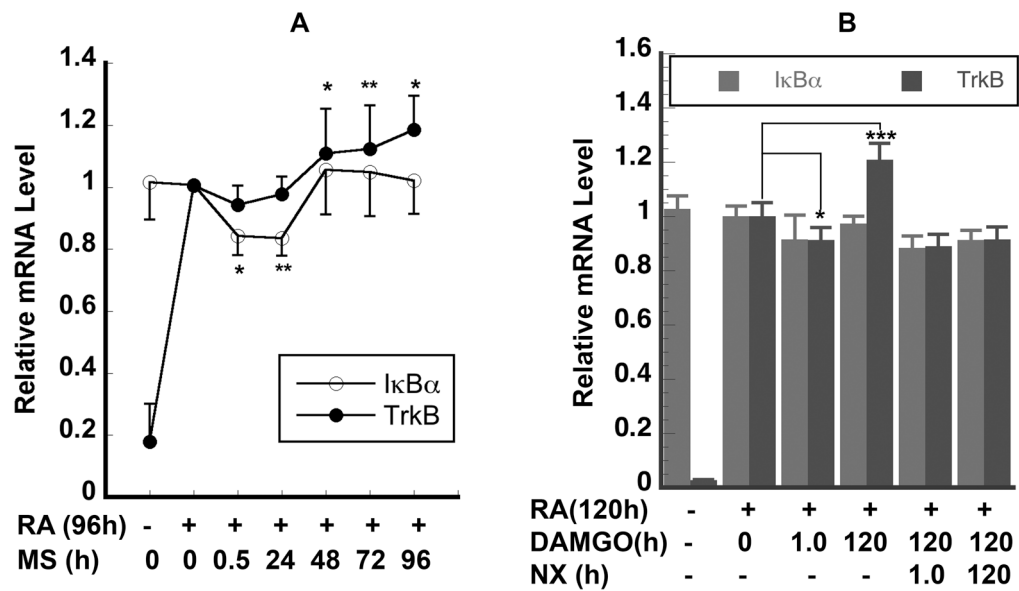 A
Relative mRNA Level
1.4
1.2
1
0.8
0.6
0.4
0.2
0
* ** *
* **
IκBα
TrkB
RA (96h) - + + + + + +
MS (h) 0 0 0.5 24 48 72 96
B
Relative mRNA Level
1.6
1.4
1.2
1
0.8
0.6
0.4
0.2
0
IκBα TrkB
***
*
RA(120h) - + + + + +
DAMGO(h) - 0 1.0 120 120 120
NX (h) - - - - 1.0 120